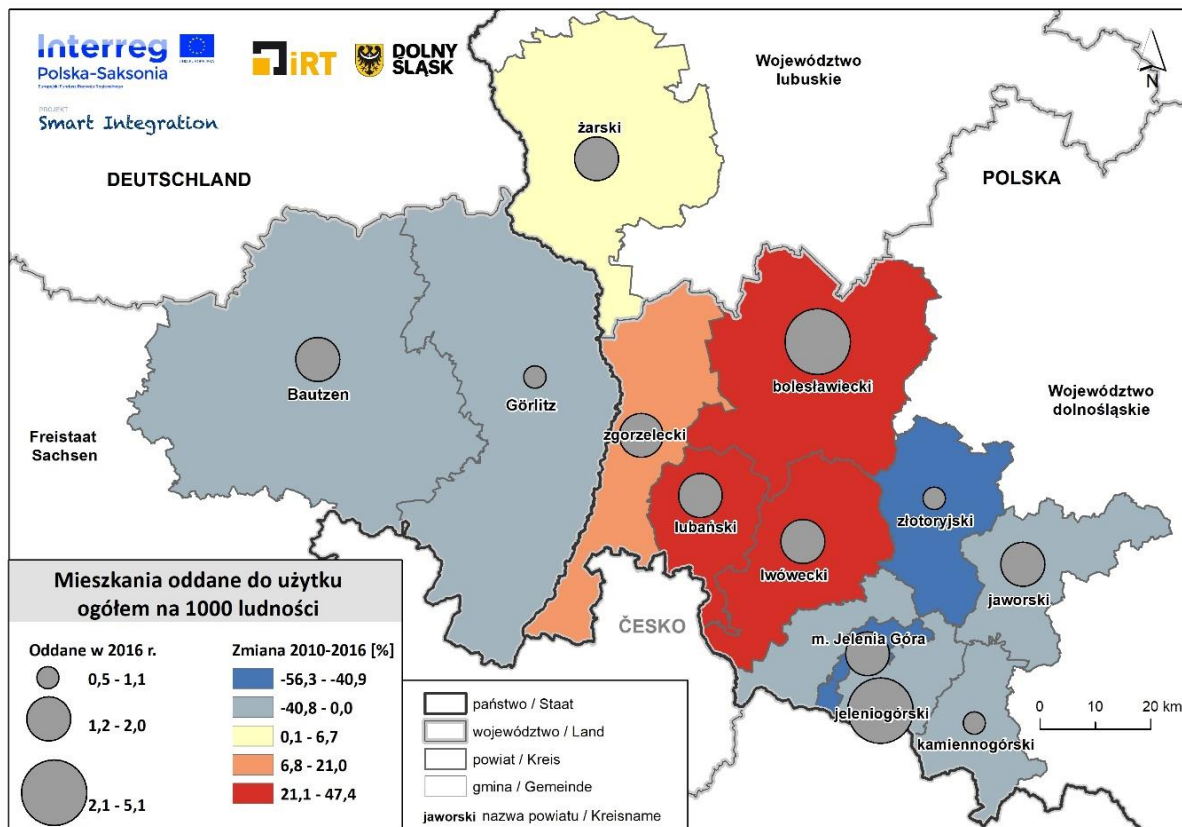 Interreg
Polska-Saksonia
PROJEKT
Smart Integration
iRT
DOLNY
ŚLĄSK
Województwo
lubuskie
N
DEUTSCHLAND
żarski
POLSKA
Bautzen
Görlitz
bolesławiecki
Województwo
dolnośląskie
Freistaat
Sachsen
zgorzelecki
lubański
lwówecki
złotoryjski
jaworski
ČESKO
m. Jelenia Góra
jeleniogórski
kamiennogórski
0 10 20 km
Mieszkania oddane do użytku
ogółem na 1000 ludności
Oddane w 2016 r.
0,5 - 1,1
1,2 - 2,0
2,1 - 5,1
Zmiana 2010-2016 [%]
-56,3 - -40,9
-40,8 - 0,0
0,1 - 6,7
6,8 - 21,0
21,1 - 47,4
państwo / Staat
województwo / Land
powiat / Kreis
gmina / Gemeinde
jaworski nazwa powiatu / Kreisname